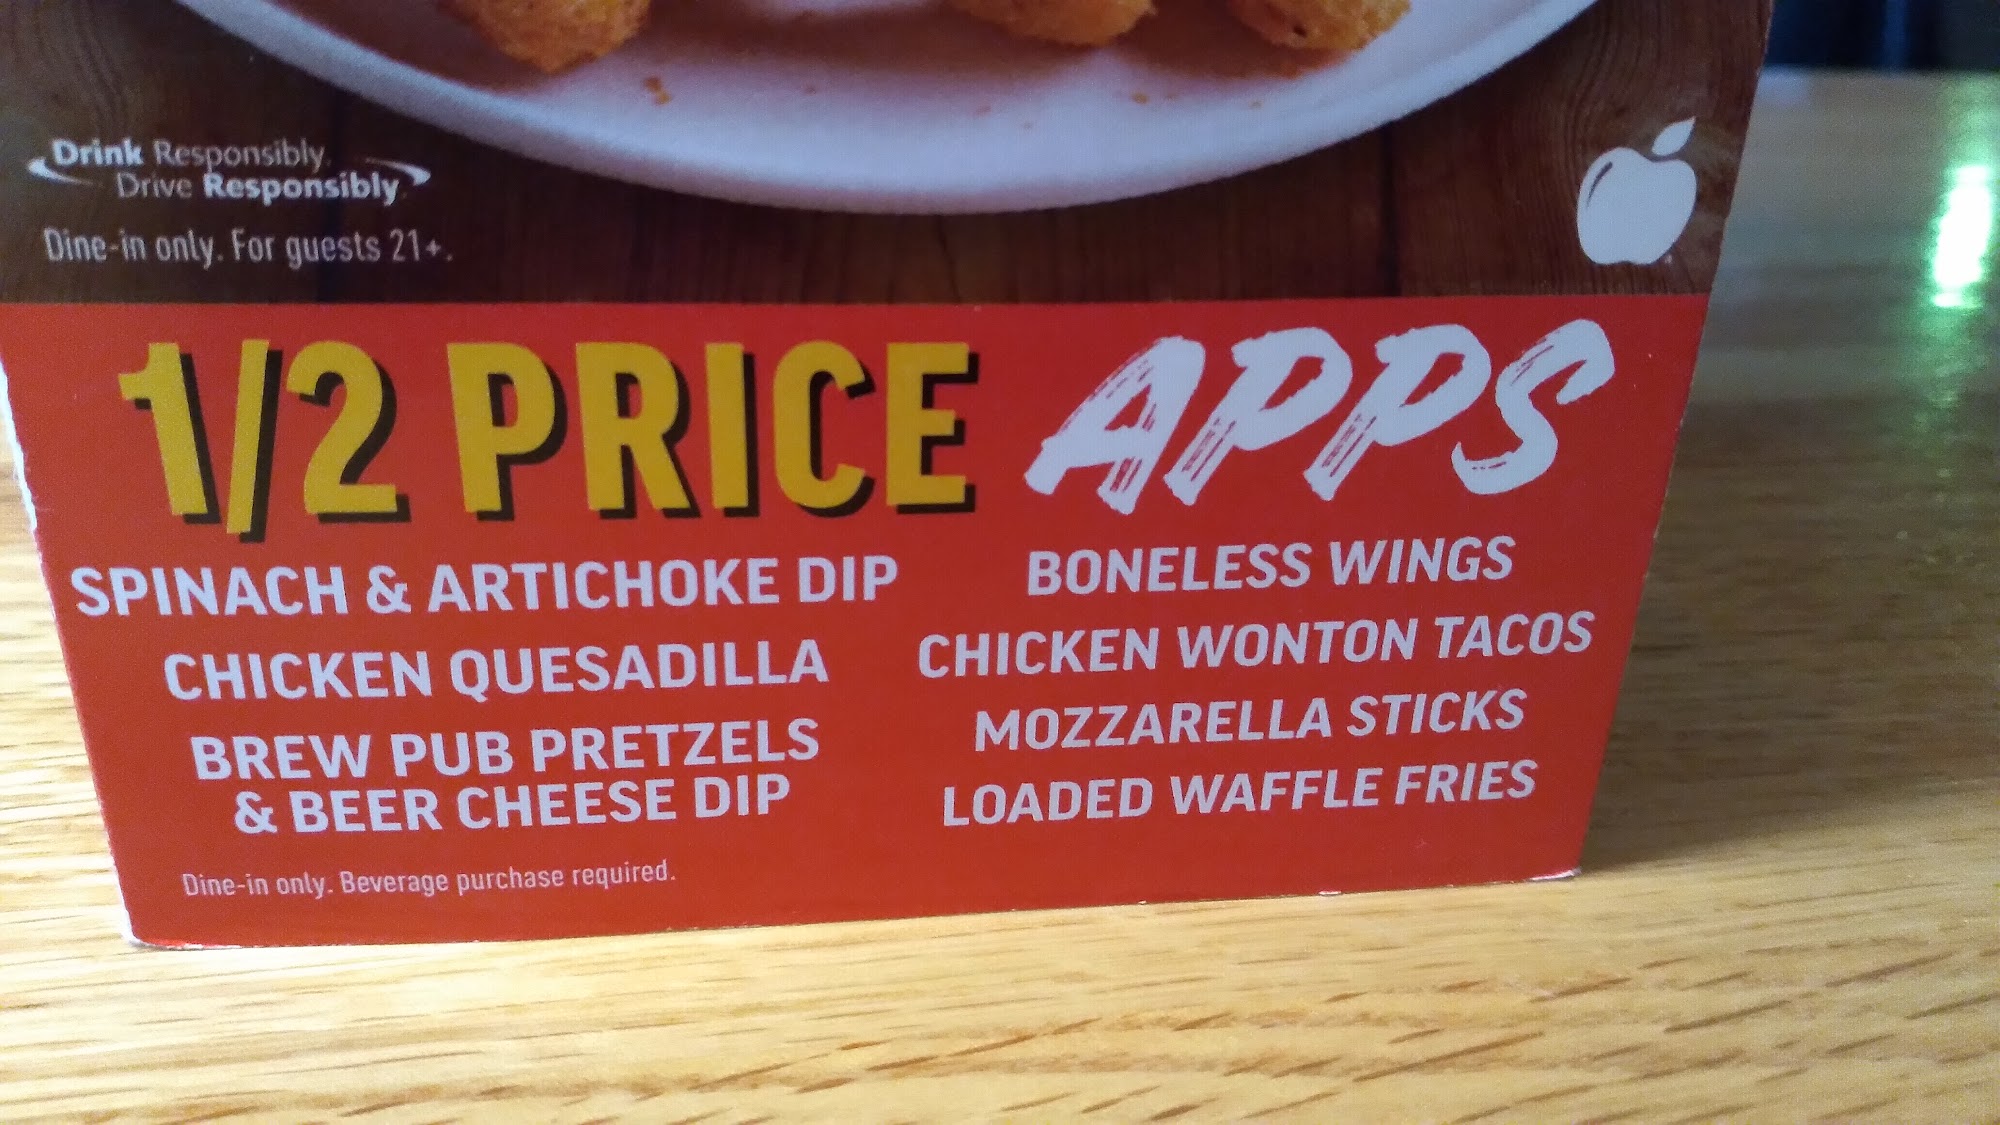 Drink Responsibly.
Drive Responsibly.
Dine-in only. For guests 21+.
1/2 PRICE APPS
SPINACH & ARTICHOKE DIP
CHICKEN QUESADILLA
BREW PUB PRETZELS
& BEER CHEESE DIP
BONELESS WINGS
CHICKEN WONTON TACOS
MOZZARELLA STICKS
LOADED WAFFLE FRIES
Dine-in only. Beverage purchase required.